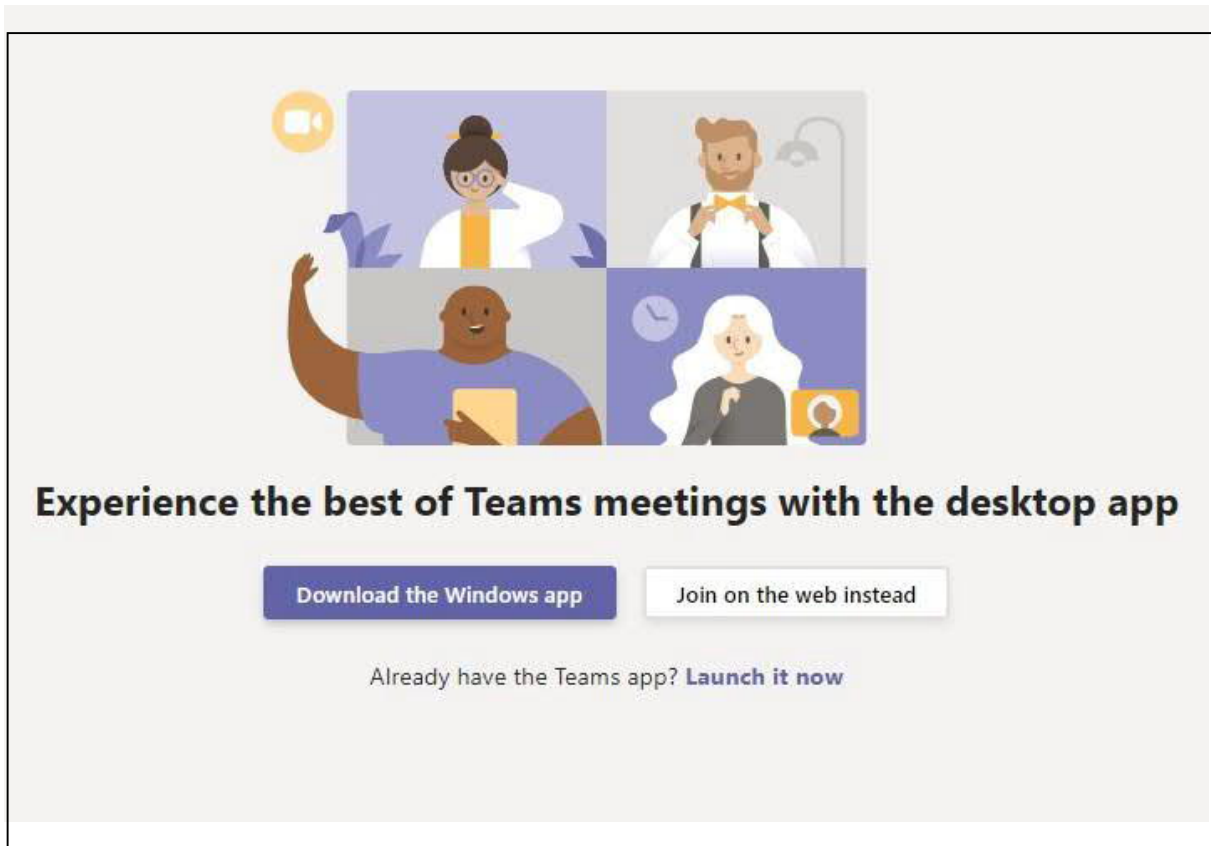 Experience the best of Teams meetings with the desktop app
Download the Windows app
Join on the web instead
Already have the Teams app? Launch it now